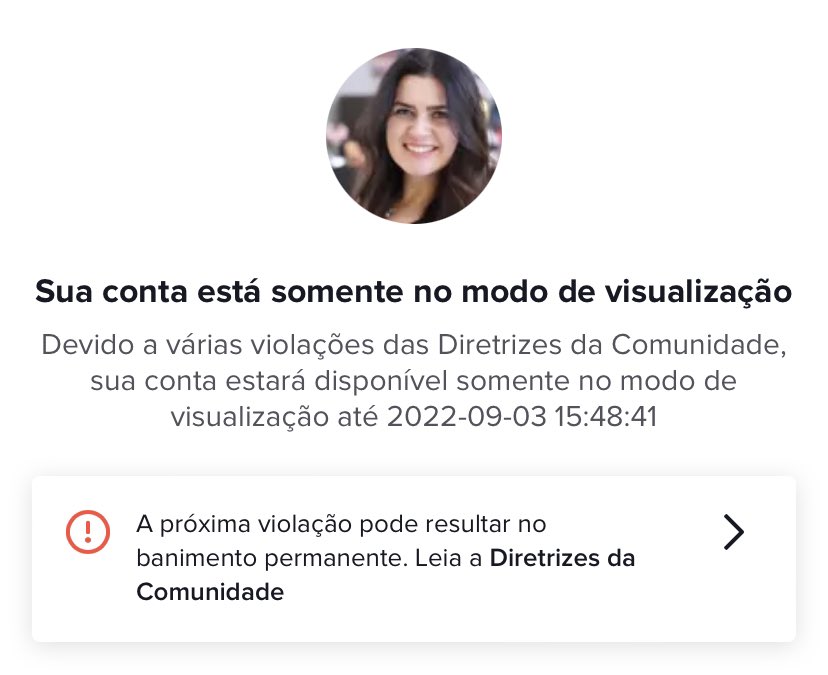 Sua conta está somente no modo de visualização
Devido a várias violações das Diretrizes da Comunidade,
sua conta estará disponível somente no modo de
visualização até 2022-09-03 15:48:41
A próxima violação pode resultar no
banimento permanente. Leia a Diretrizes da
Comunidade